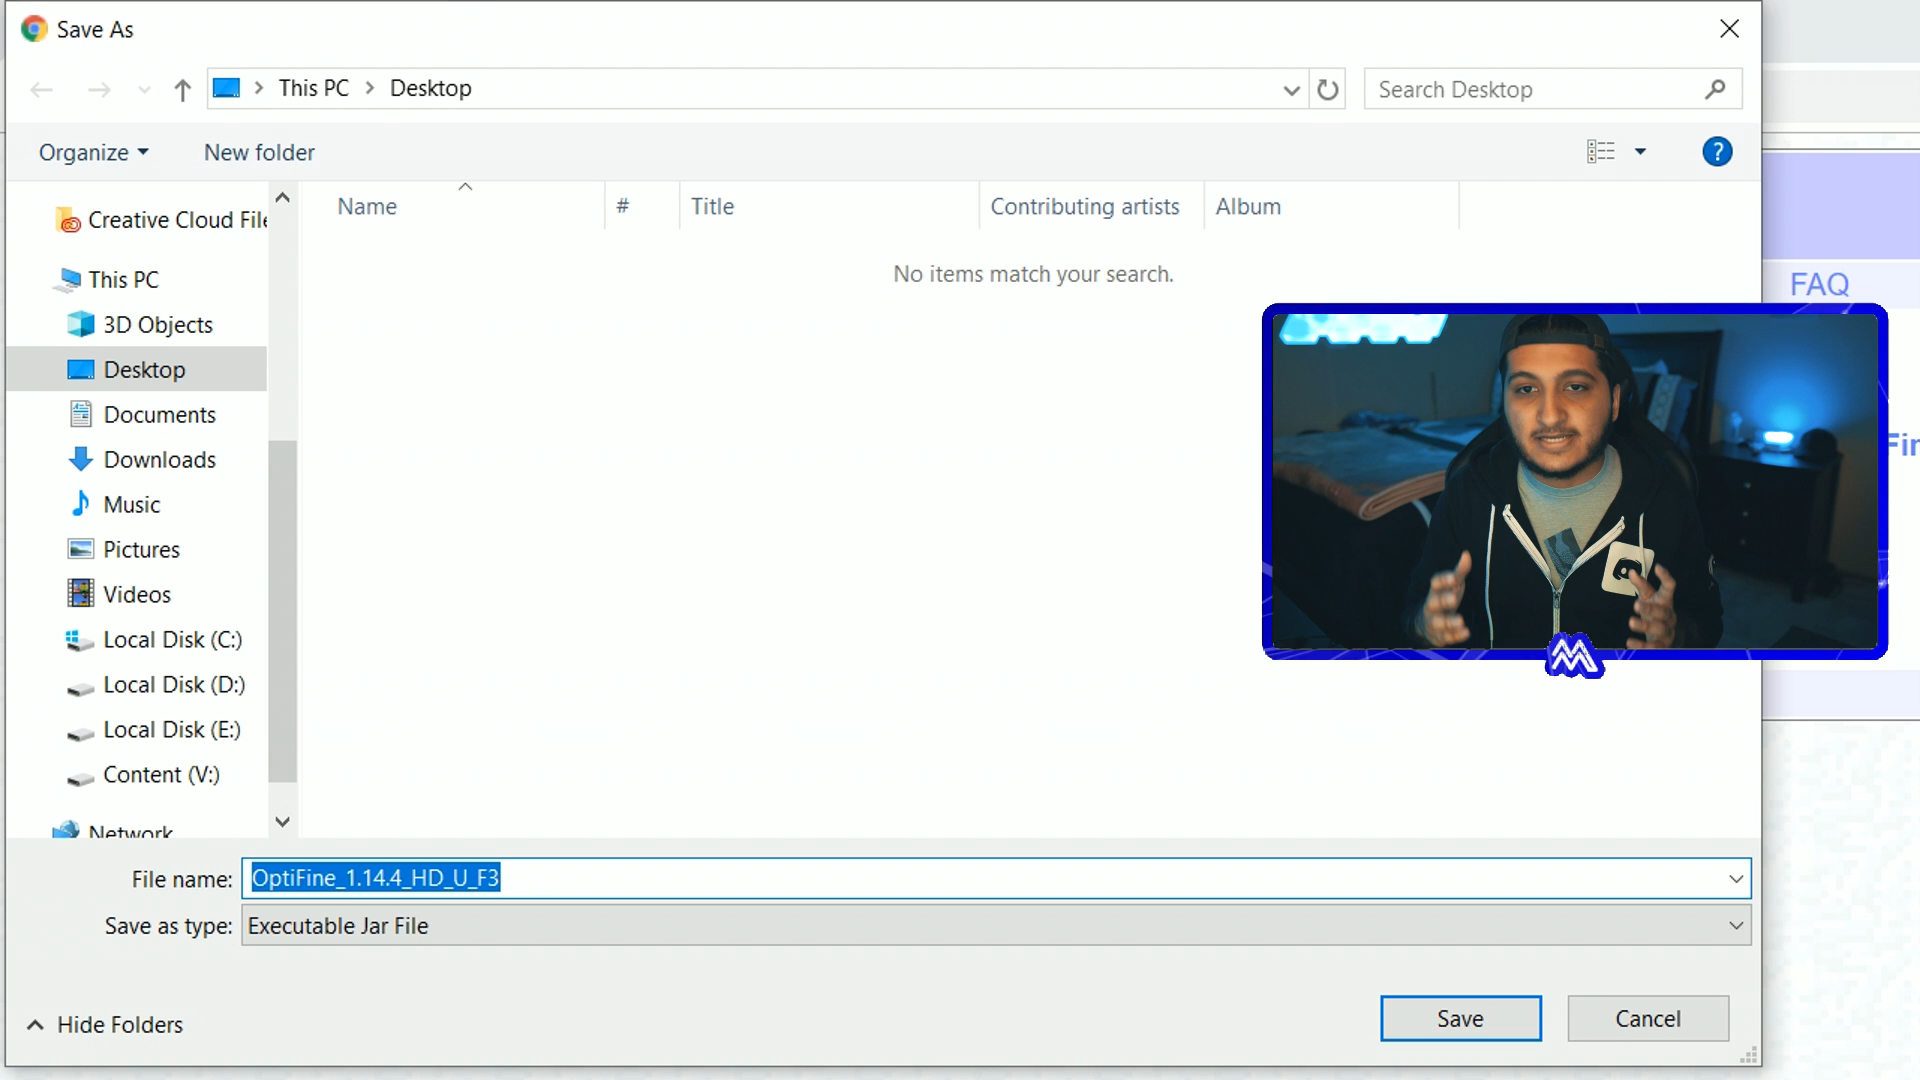 Save As
This PC > Desktop
Search Desktop
Organize
New folder
?
Creative Cloud File
This PC
3D Objects
Desktop
Documents
Downloads
Music
Pictures
Videos
Local Disk (C:)
Local Disk (D:)
Local Disk (E:)
Content (V:)
Network
Name
#
Title
Contributing artists
Album
No items match your search.
FAQ
Fin
M
File name: OptiFine_1.14.4_HD_U_F3
Save as type: Executable Jar File
Hide Folders
Save
Cancel